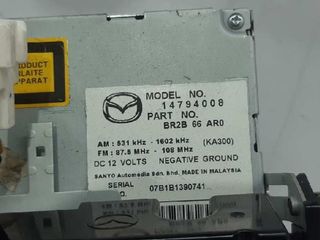 PRODUCT
LAITE
APPARAT
MODEL NO.
14794008
PART NO.
BR2B 66 AR0
AM : 531 kHz - 1602 kHz (KA300)
FM : 87.5 MHz - 108 MHz
DC 12 VOLTS NEGATIVE GROUND
SANYO Automedia Sdn. Bhd. MADE IN MALAYSIA
SERIAL
O. 07B1B1390741